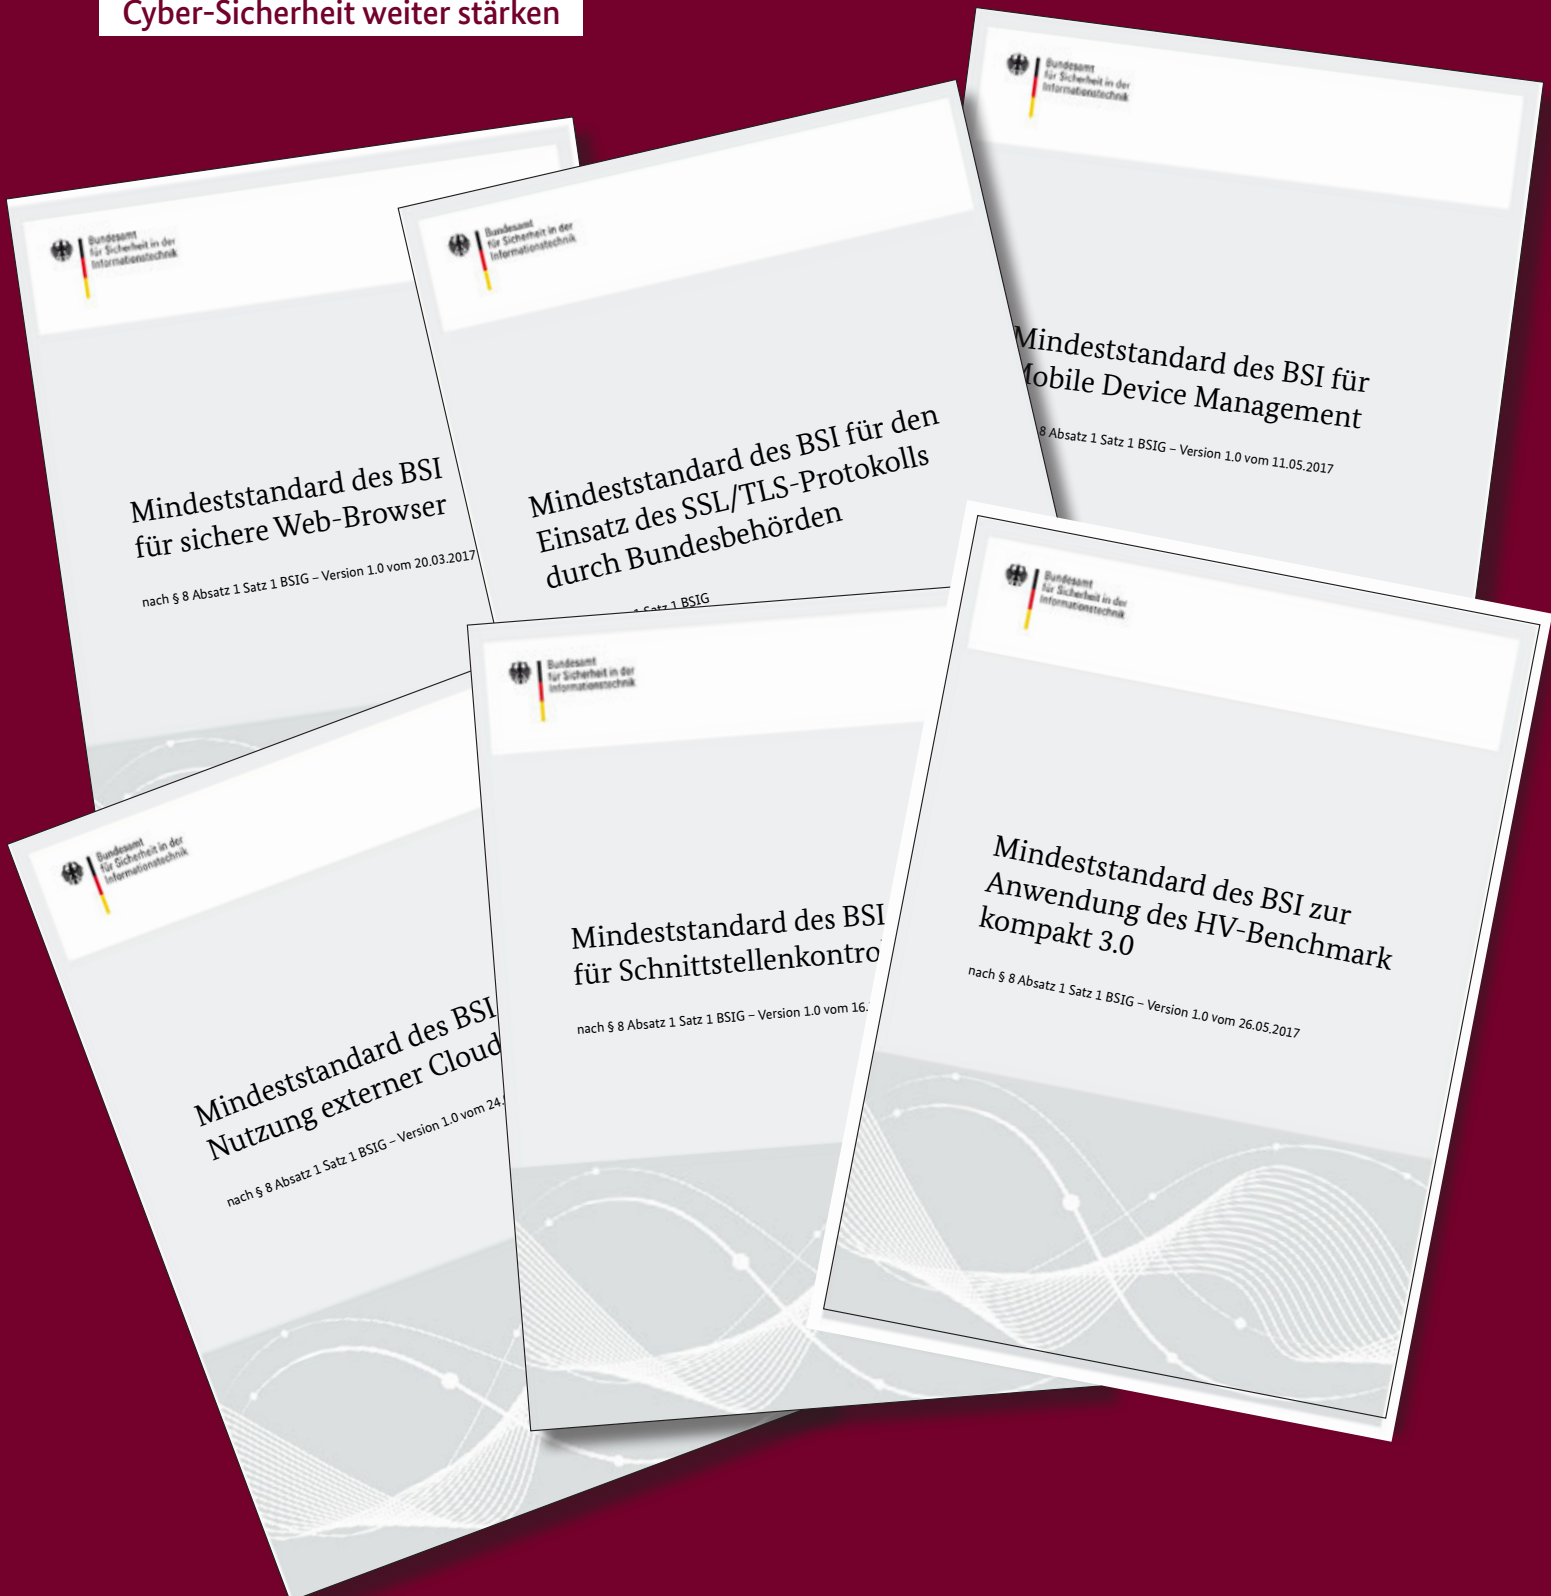 Cyber-Sicherheit weiter stärken
Bundesamt
für Sicherheit in der
Informationstechnik
Mindeststandard des BSI
für sichere Web-Browser
nach § 8 Absatz 1 Satz 1 BSIG – Version 1.0 vom 20.03.2017
Bundesamt
für Sicherheit in der
Informationstechnik
Mindeststandard des BSI für den
Einsatz des SSL/TLS-Protokolls
durch Bundesbehörden
1 Satz 1 BSIG
Bundesamt
für Sicherheit in der
Informationstechnik
Mindeststandard des BSI für
Mobile Device Management
8 Absatz 1 Satz 1 BSIG – Version 1.0 vom 11.05.2017
Bundesamt
für Sicherheit in der
Informationstechnik
Mindeststandard des BSI
Nutzung externer Cloud
nach § 8 Absatz 1 Satz 1 BSIG – Version 1.0 vom 24.
Bundesamt
für Sicherheit in der
Informationstechnik
Mindeststandard des BSI
für Schnittstellenkontro
nach § 8 Absatz 1 Satz 1 BSIG – Version 1.0 vom 16.
Bundesamt
für Sicherheit in der
Informationstechnik
Mindeststandard des BSI zur
Anwendung des HV-Benchmark
kompakt 3.0
nach § 8 Absatz 1 Satz 1 BSIG – Version 1.0 vom 26.05.2017